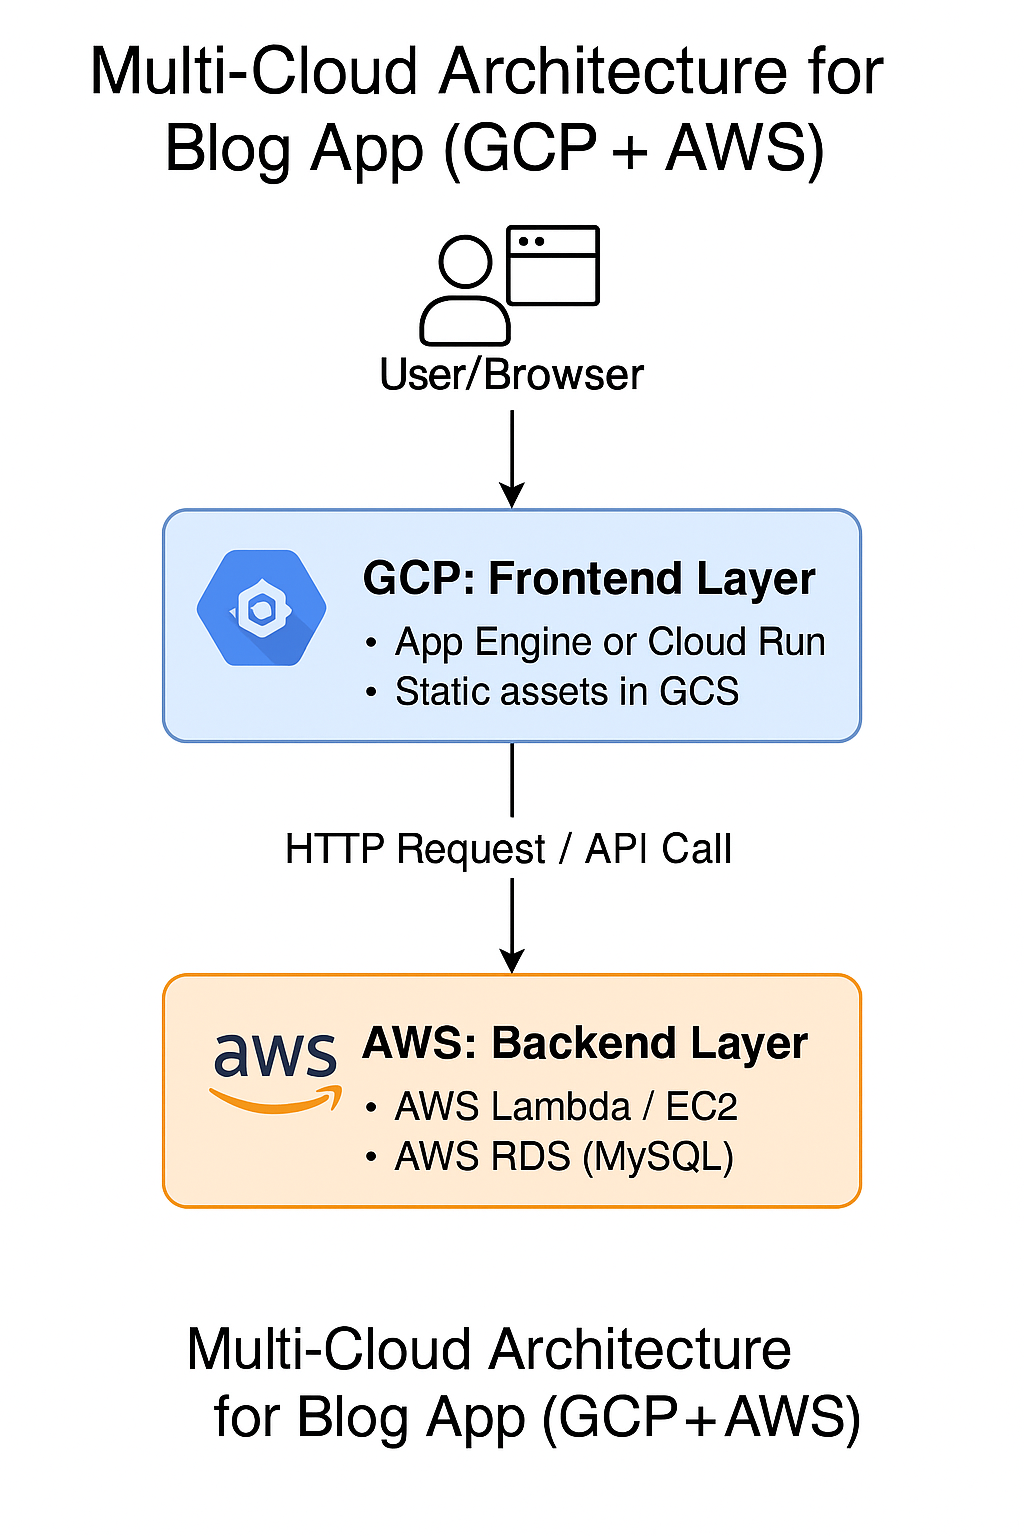 Multi-Cloud Architecture for
Blog App (GCP + AWS)
User/Browser
GCP: Frontend Layer
• App Engine or Cloud Run
• Static assets in GCS
HTTP Request / API Call
aws
AWS: Backend Layer
• AWS Lambda / EC2
• AWS RDS (MySQL)
Multi-Cloud Architecture
for Blog App (GCP+AWS)